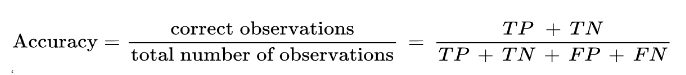 Accuracy = correct observations / total number of observations = TP + TN / TP + TN + FP + FN